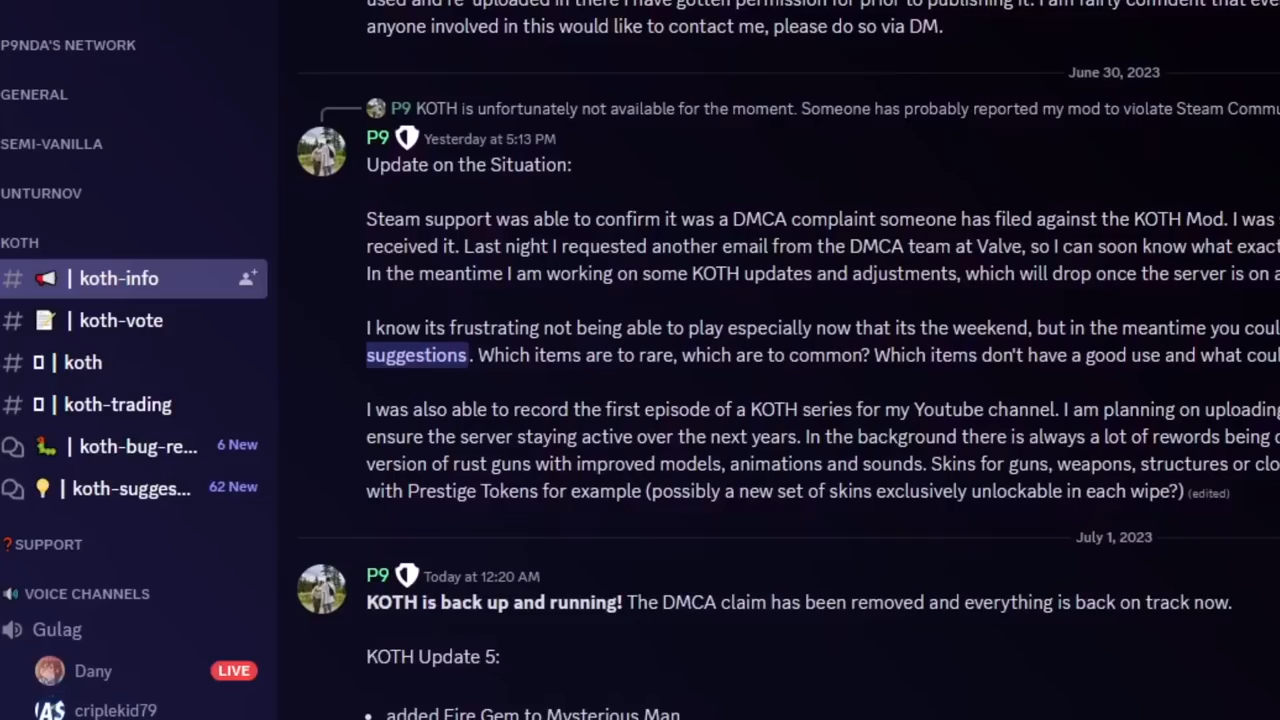 P9NDA'S NETWORK
GENERAL
SEMI-VANILLA
UNTURNOV
KOTH
# | koth-info
# | koth-vote
# | koth
# | koth-trading
| koth-bug-re... 6 New
| koth-sugges... 62 New
?SUPPORT
VOICE CHANNELS
Gulag
Dany LIVE
criplekid79
used and re-uploaded in there I have gotten permission for prior to publishing it. I am fairly confident that
anyone involved in this would like to contact me, please do so via DM.
June 30, 2023
P9 KOTH is unfortunately not available for the moment. Someone has probably reported my mod to violate Steam
P9 Yesterday at 5:13 PM
Update on the Situation:
Steam support was able to confirm it was a DMCA complaint someone has filed against the KOTH Mod. I was
received it. Last night I requested another email from the DMCA team at Valve, so I can soon know what
In the meantime I am working on some KOTH updates and adjustments, which will drop once the server is on
I know its frustrating not being able to play especially now that its the weekend, but in the meantime you
suggestions. Which items are to rare, which are to common? Which items don't have a good use and what
I was also able to record the first episode of a KOTH series for my Youtube channel. I am planning on uploading
ensure the server staying active over the next years. In the background there is always a lot of rewords being
version of rust guns with improved models, animations and sounds. Skins for guns, weapons, structures or
with Prestige Tokens for example (possibly a new set of skins exclusively unlockable in each wipe?) (edited)
July 1, 2023
P9 Today at 12:20 AM
KOTH is back up and running! The DMCA claim has been removed and everything is back on track now.
KOTH Update 5:
• added Fire Gem to Mysterious Man